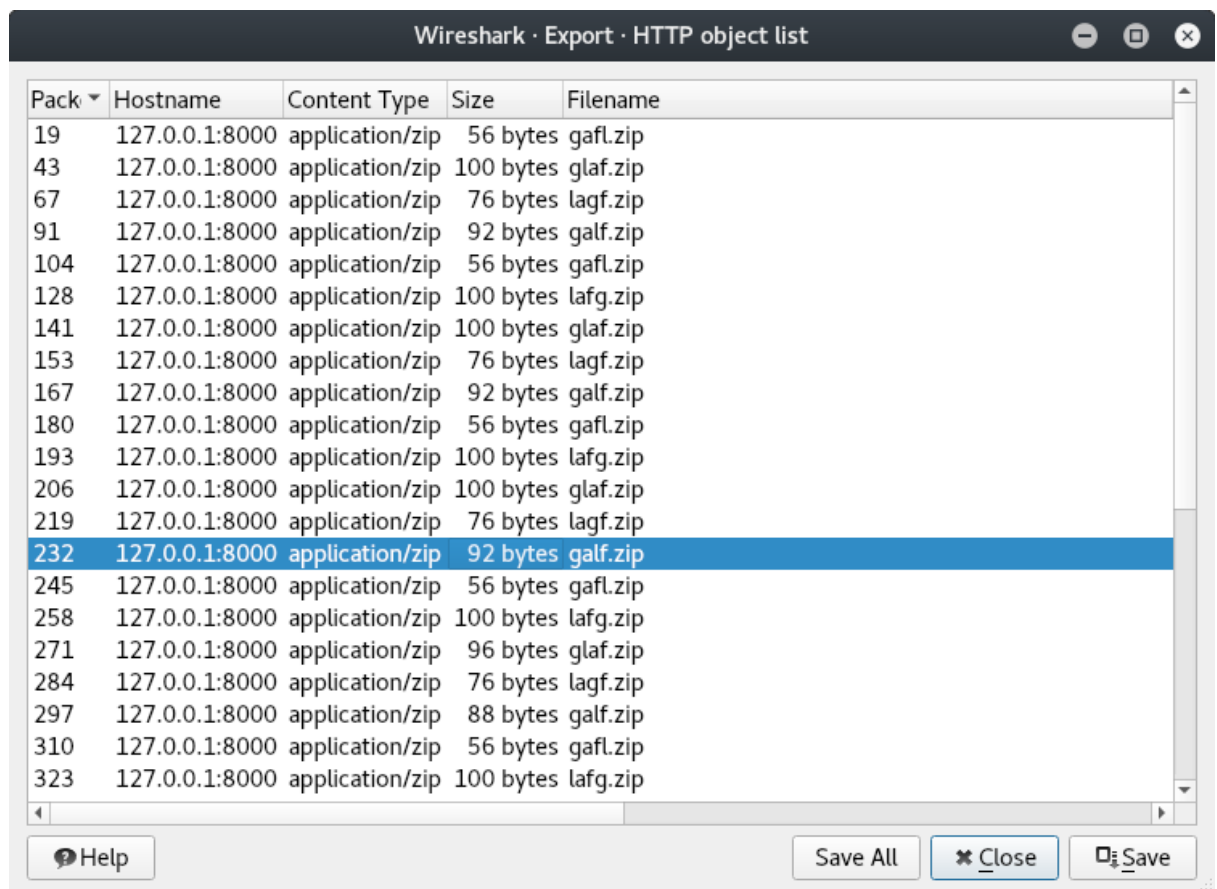 Wireshark · Export · HTTP object list
Pack Hostname Content Type Size Filename
19 127.0.0.1:8000 application/zip 56 bytes gafl.zip
43 127.0.0.1:8000 application/zip 100 bytes glaf.zip
67 127.0.0.1:8000 application/zip 76 bytes lagf.zip
91 127.0.0.1:8000 application/zip 92 bytes galf.zip
104 127.0.0.1:8000 application/zip 56 bytes gafl.zip
128 127.0.0.1:8000 application/zip 100 bytes lafg.zip
141 127.0.0.1:8000 application/zip 100 bytes glaf.zip
153 127.0.0.1:8000 application/zip 76 bytes lagf.zip
167 127.0.0.1:8000 application/zip 92 bytes galf.zip
180 127.0.0.1:8000 application/zip 56 bytes gafl.zip
193 127.0.0.1:8000 application/zip 100 bytes lafg.zip
206 127.0.0.1:8000 application/zip 100 bytes glaf.zip
219 127.0.0.1:8000 application/zip 76 bytes lagf.zip
232 127.0.0.1:8000 application/zip 92 bytes galf.zip
245 127.0.0.1:8000 application/zip 56 bytes gafl.zip
258 127.0.0.1:8000 application/zip 100 bytes lafg.zip
271 127.0.0.1:8000 application/zip 96 bytes glaf.zip
284 127.0.0.1:8000 application/zip 76 bytes lagf.zip
297 127.0.0.1:8000 application/zip 88 bytes galf.zip
310 127.0.0.1:8000 application/zip 56 bytes gafl.zip
323 127.0.0.1:8000 application/zip 100 bytes lafg.zip
Help Save All Close Save